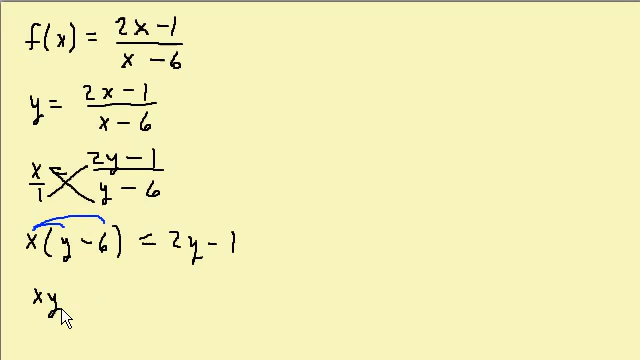 f(x) = (2x - 1)/(x - 6)
y = (2x - 1)/(x - 6)
x/1 = (2y - 1)/(y - 6)
x(y - 6) = 2y - 1
xy